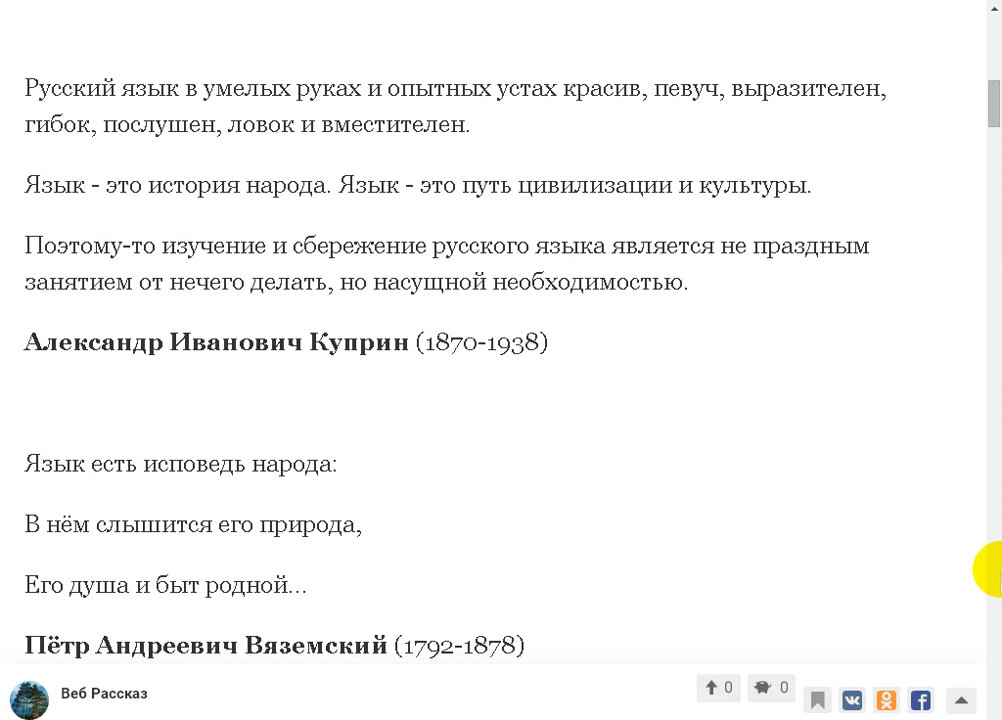 Русский язык в умелых руках и опытных устах красив, певуч, выразителен,
гибок, послушен, ловок и вместителен.
Язык - это история народа. Язык - это путь цивилизации и культуры.
Поэтому-то изучение и сбережение русского языка является не праздным
занятием от нечего делать, но насущной необходимостью.
Александр Иванович Куприн (1870-1938)
Язык есть исповедь народа:
В нём слышится его природа,
Его душа и быт родной...
Пётр Андреевич Вяземский (1792-1878)
Веб Рассказ
0 0